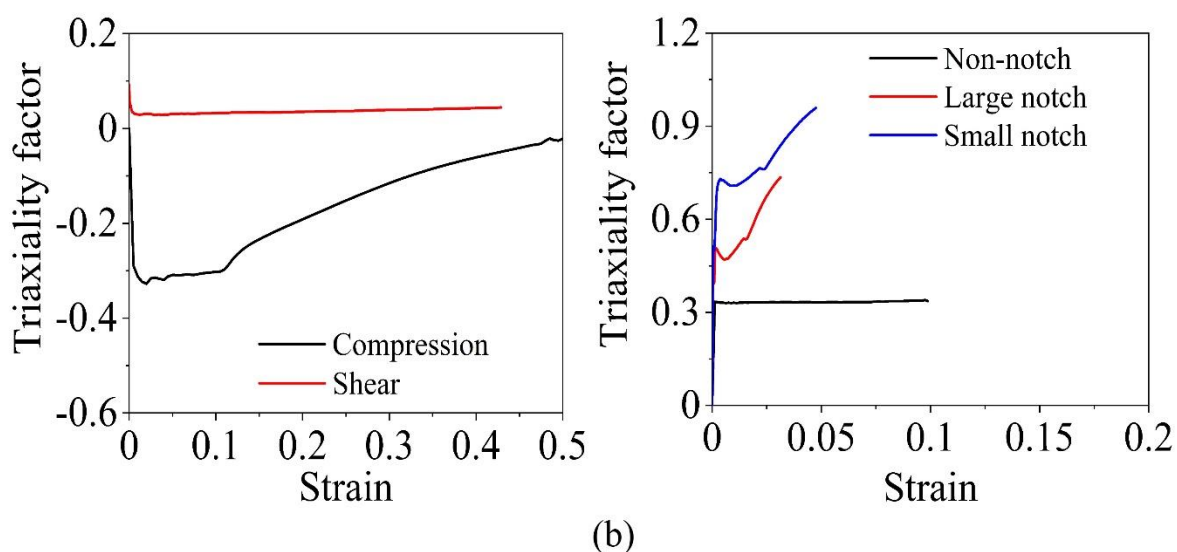 Triaxiality factor
0.2
0
-0.2
-0.4
-0.6
Compression
Shear
0 0.1 0.2 0.3 0.4 0.5
Strain
Triaxiality factor
1.2
0.9
0.6
0.3
0
Non-notch
Large notch
Small notch
0 0.05 0.1 0.15 0.2
Strain
(b)